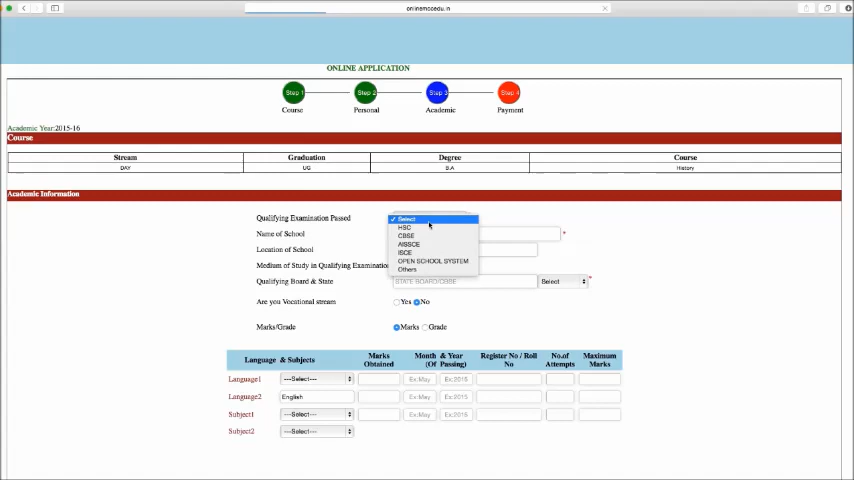 onlinemccedu.in
ONLINE APPLICATION
Step 1 Step 2 Step 3 Step 4
Course Personal Academic Payment
Academic Year:2015-16
Course
Stream Graduation Degree Course
DAY UG B.A History
Academic Information
Qualifying Examination Passed
✓ Select
HSC
CBSE
AISSCE
ISCE
OPEN SCHOOL SYSTEM
Others
Name of School *
Location of School
Medium of Study in Qualifying Examination
Qualifying Board & State STATE BOARD/CBSE Select *
Are you Vocational stream Yes No
Marks/Grade Marks Grade
Language & Subjects Marks Obtained Month & Year (Of Passing) Register No / Roll No No.of Attempts Maximum Marks
Language1 ---Select--- Ex:May Ex:2015
Language2 English Ex:May Ex:2015
Subject1 ---Select--- Ex:May Ex:2015
Subject2 ---Select---